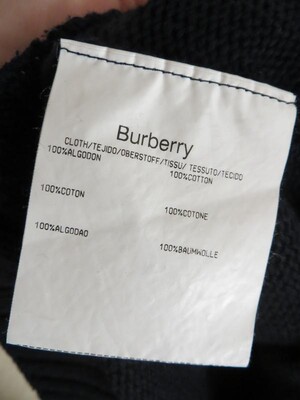 Burberry
CLOTH/TEJIDO/OBERSTOFF/TISSU/ TESSUTO/TECIDO
100%ALGODON
100%COTTON
100%COTON
100%COTONE
100%ALGODAO
100%BAUMWOLLE